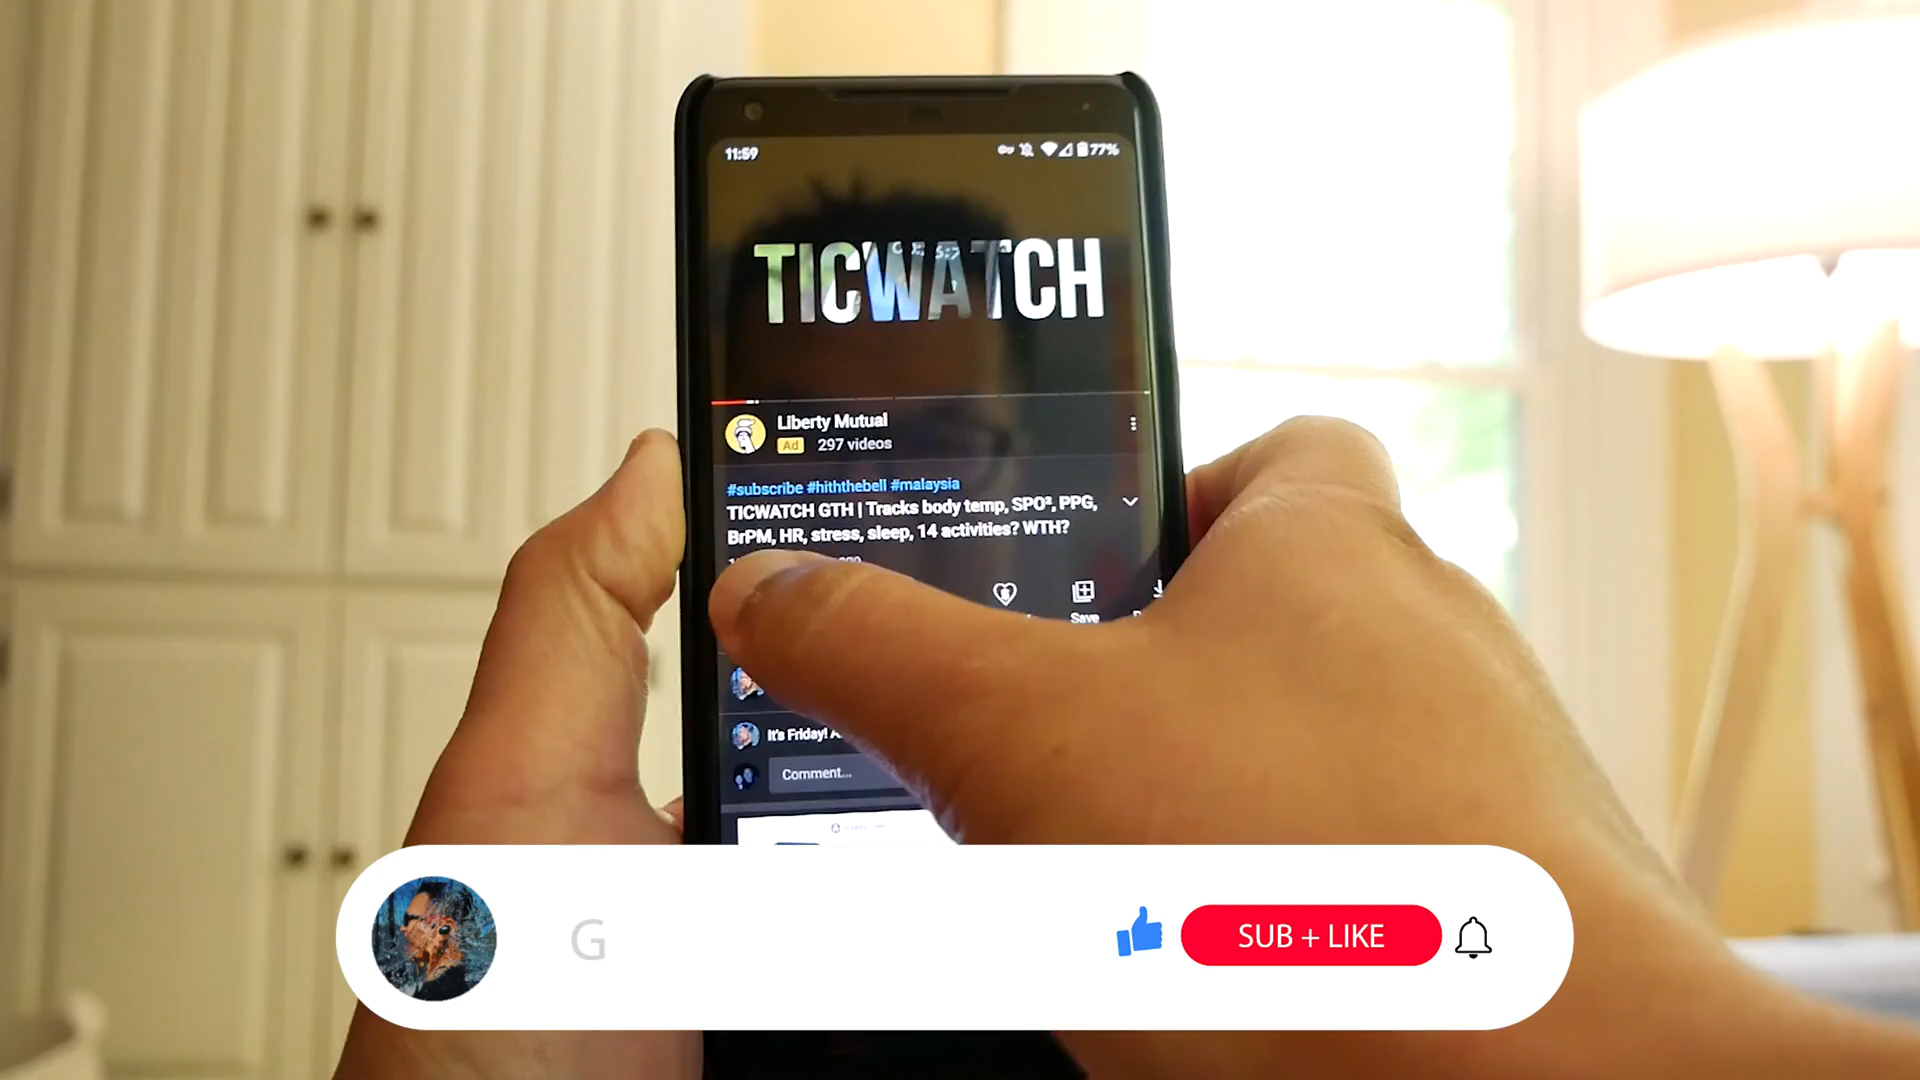 11:59
77%
TICWATCH
Liberty Mutual
Ad 297 videos
#subscribe #hiththebell #malaysia
TICWATCH GTH | Tracks body temp, SPO², PPG,
BrPM, HR, stress, sleep, 14 activities? WTH?
Save
It's Friday!
Comment...
G
SUB + LIKE